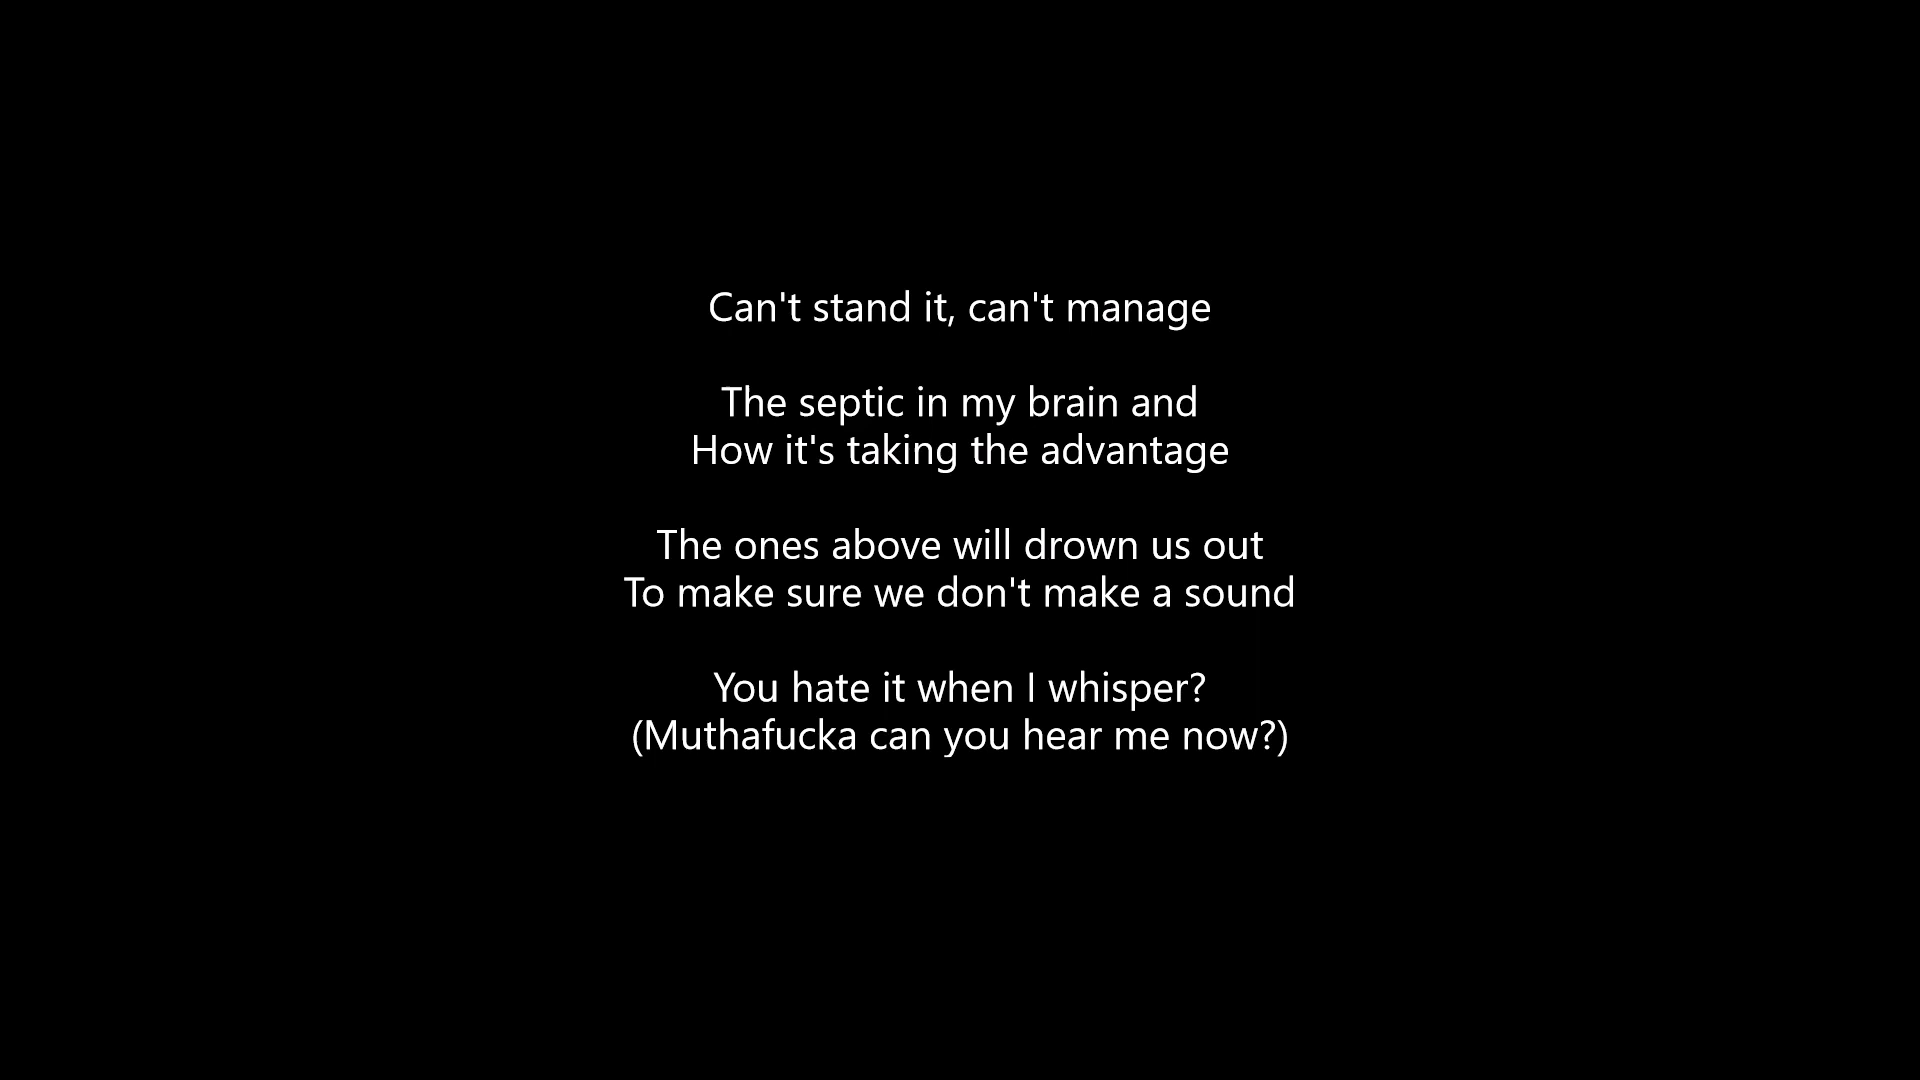 Can't stand it, can't manage
The septic in my brain and
How it's taking the advantage
The ones above will drown us out
To make sure we don't make a sound
You hate it when I whisper?
(Muthafucka can you hear me now?)